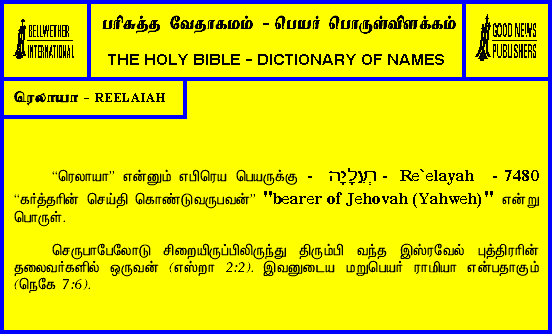 BELLWETHER
INTERNATIONAL
பரிசுத்த வேதாகமம் - பெயர் பொருள்விளக்கம்
THE HOLY BIBLE - DICTIONARY OF NAMES
GOOD NEWS
PUBLISHERS
ரெலாயா - REELAIAH
“ரெலாயா” என்னும் எபிரெய பெயருக்கு - רְעֵלָיָה - Re`elayah - 7480
“கர்த்தரின் செய்தி கொண்டுவருபவன்” "bearer of Jehovah (Yahweh)" என்று
பொருள்.
செருபாபேலோடு சிறையிருப்பிலிருந்து திரும்பி வந்த இஸ்ரவேல் புத்திரரின்
தலைவர்களில் ஒருவன் (எஸ்றா 2:2). இவனுடைய மறுபெயர் ராமியா என்பதாகும்
(நெகே 7:6).